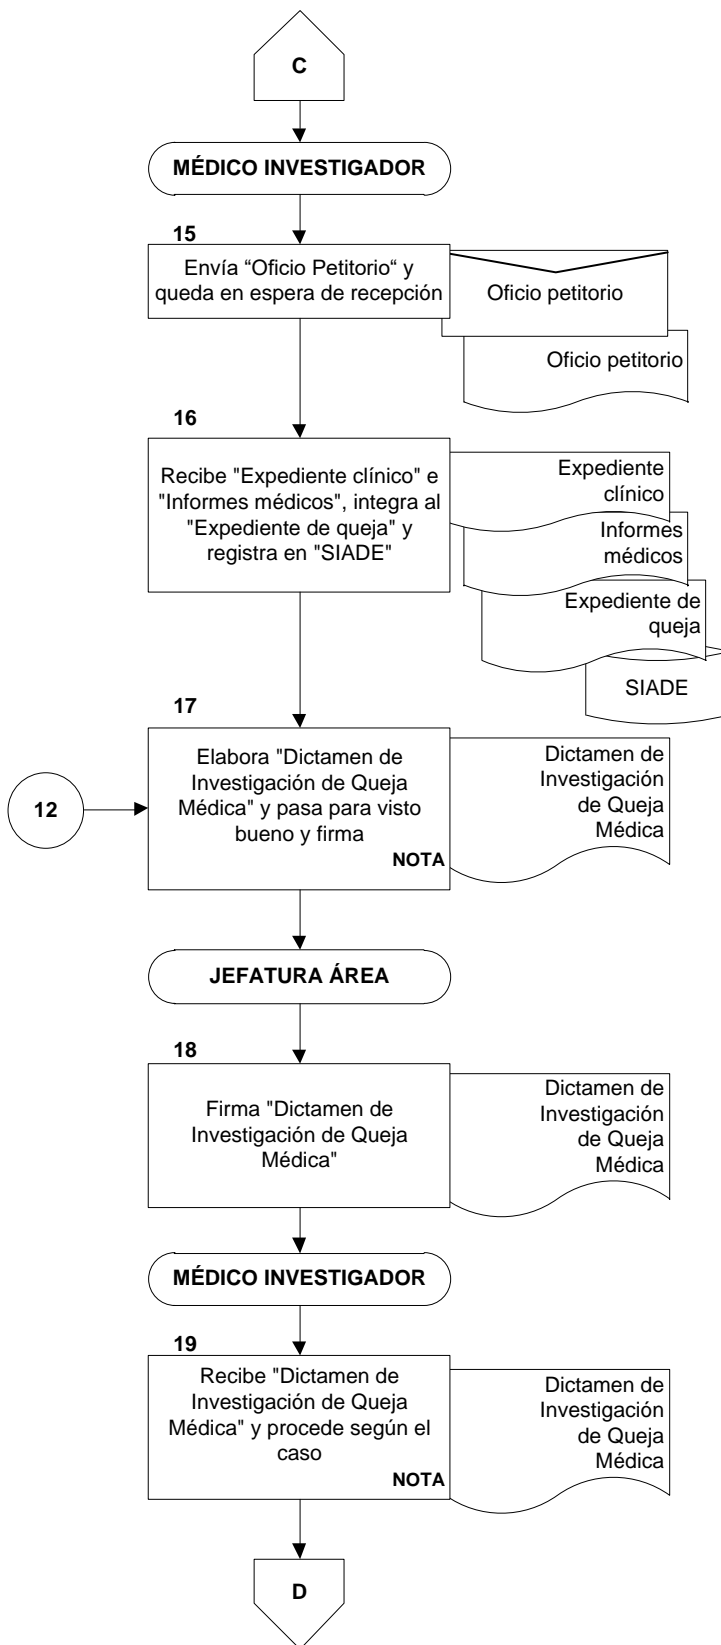 C
MÉDICO INVESTIGADOR
15
Envía “Oficio Petitorio“ y
queda en espera de recepción
Oficio petitorio
Oficio petitorio
16
Recibe "Expediente clínico" e
"Informes médicos", integra al
"Expediente de queja" y
registra en "SIADE"
Expediente
clínico
Informes
médicos
Expediente de
queja
SIADE
17
Elabora "Dictamen de
Investigación de Queja
Médica" y pasa para visto
bueno y firma
NOTA
Dictamen de
Investigación
de Queja
Médica
12
JEFATURA ÁREA
18
Firma "Dictamen de
Investigación de Queja
Médica"
Dictamen de
Investigación
de Queja
Médica
MÉDICO INVESTIGADOR
19
Recibe "Dictamen de
Investigación de Queja
Médica" y procede según el
caso
NOTA
Dictamen de
Investigación
de Queja
Médica
D